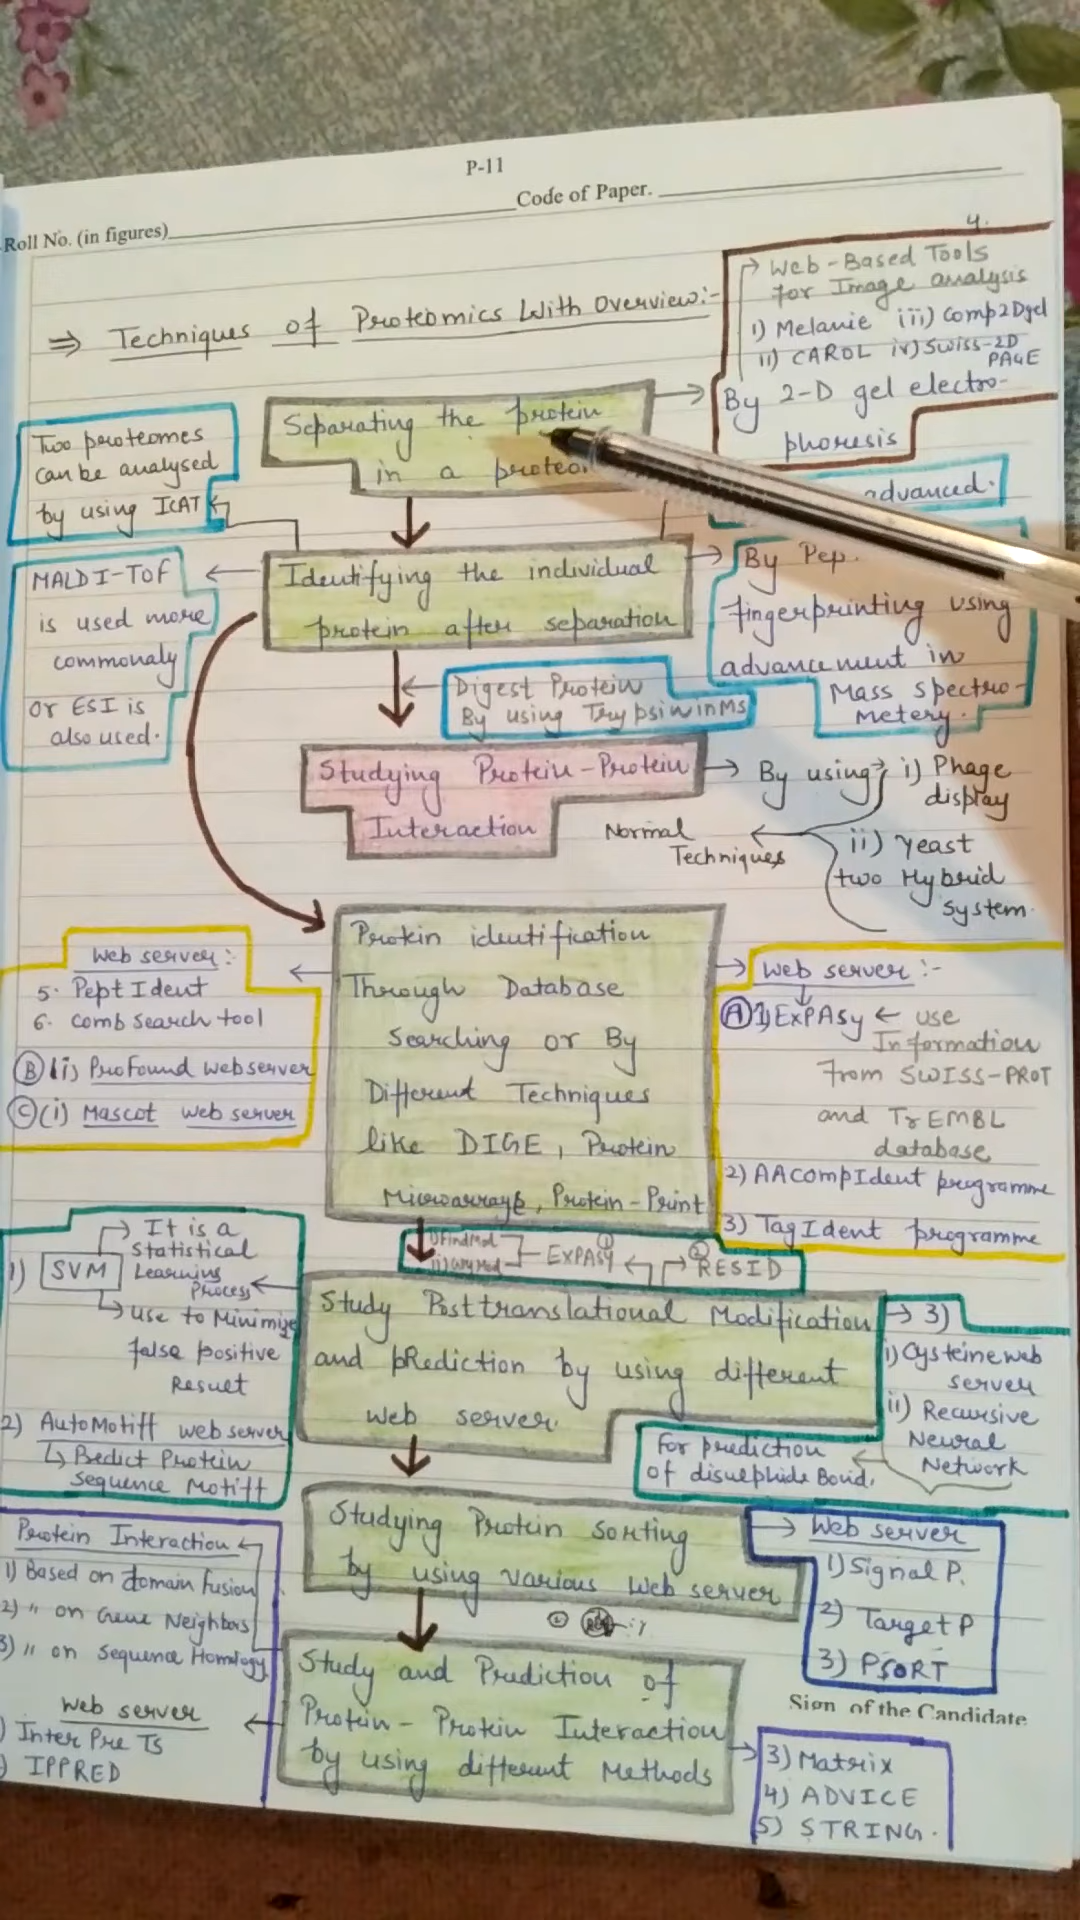 P-11
Code of Paper.
Roll No. (in figures)
4.
⇒ Techniques of Proteomics With Overview:-
→ Web-Based Tools
for Image analysis
i) Melanie iii) Comp2Dgel
ii) CAROL iv) SWISS-2D
PAGE
By 2-D gel electro-
phoresis
Separating the protein
in a
advanced.
Two proteomes
can be analysed
by using ICAT
Identifying the individual
protein after separation
MALDI-TOF
is used more
commonaly
or ESI is
also used.
By Pep.
fingerprinting using
advancement in
Mass spectro-
metery.
Digest Protein
By using Trypsin in Ms
Studying Protein-Protein
Interaction
→ By using → i) Phage
display
ii) Yeast
two Hybrid
System.
Normal
Techniques
Protein identification
Through Database
Searching or By
Different Techniques
like DIGE, Protein
Microarrays, Protein-Print
Web server:
5. Pept Ident
6. Comb Search tool
(B) (i) ProFound webserver
(C) (i) Mascot web server
Web server:-
(A) 1) ExPASy ← use
Information
from SWISS-PROT
and TrEMBL
database
2) AACompIdent programme
3) TagIdent programme
i) FindMod
ExPASy
1
2
RESID
Study Posttranslational Modification
and pRediction by using different
web server.
1) SVM
→ It is a
Statistical
Learning
Process
→ use to Minimize
false positive
Result
2) AutoMotiff web server
↳ Predict Protein
Sequence Motiff
→ 3)
i) Cysteine web
server
ii) Recursive
Neural
Network
For prediction
of disulphide Bond.
Studying Protein sorting
by using various Web server
→ Web server
1) Signal P.
2) Target P
3) PSORT
Sign of the Candidate
Protein Interaction
1) Based on domain fusion
2) " on Gene Neighbors
3) " on Sequence Homology
Study and Prediction of
Protein-Protein Interaction
by using different Methods
Web server
) Inter Pre Ts
) IPPRED
3) Matrix
4) ADVICE
5) STRING.